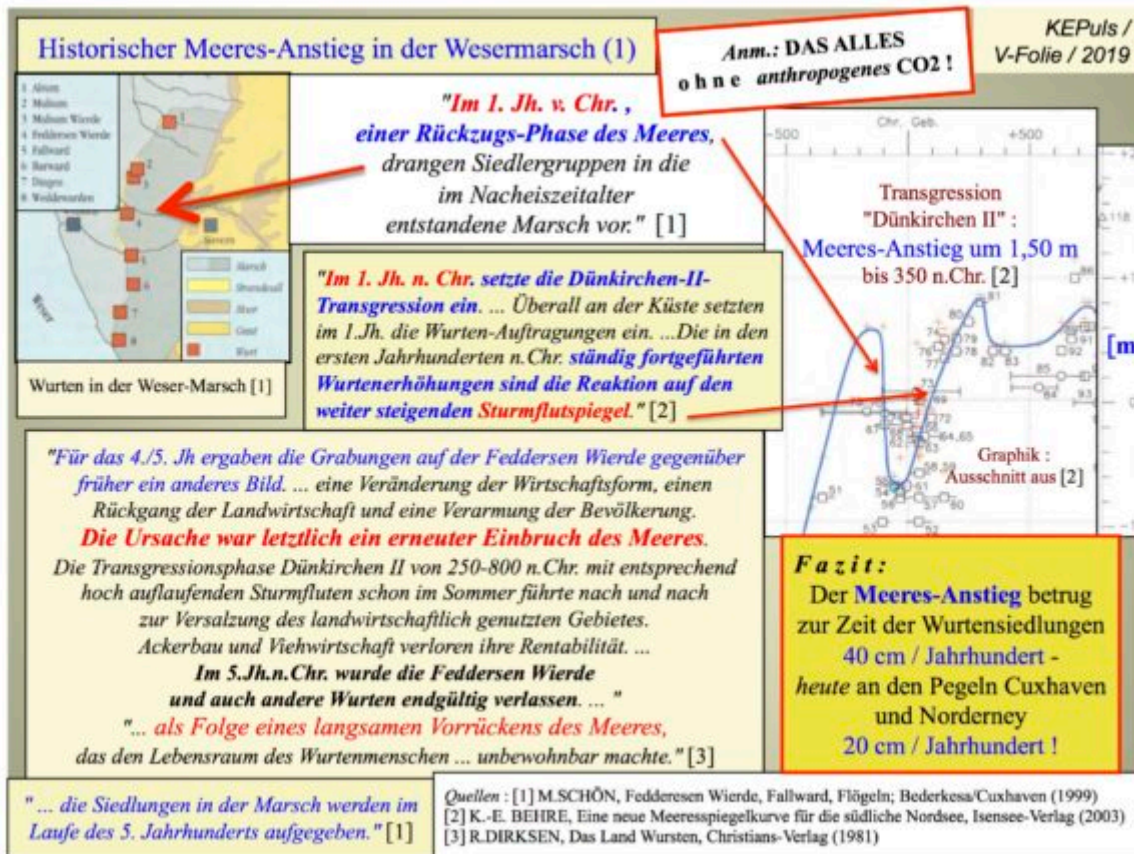 Historischer Meeres-Anstieg in der Wesermarsch (1)
Anm.: DAS ALLES
ohne anthropogenes CO2 !
KEPuls /
V-Folie / 2019
1 Alsum
2 Mulsum
3 Mulsum Wierde
4 Feddersen Wierde
5 Fallward
6 Barward
7 Dingen
8 Weddewarden
1
2
3
4
5
6
7
8
Weser
Marsch
Strandwall
Moor
Geest
Wurt
Wurten in der Weser-Marsch [1]
"Im 1. Jh. v. Chr. ,
einer Rückzugs-Phase des Meeres,
drangen Siedlergruppen in die
im Nacheiszeitalter
entstandene Marsch vor." [1]
"Im 1. Jh. n. Chr. setzte die Dünkirchen-II-
Transgression ein. ... Überall an der Küste setzten
im 1.Jh. die Wurten-Auftragungen ein. ...Die in den
ersten Jahrhunderten n.Chr. ständig fortgeführten
Wurtenerhöhungen sind die Reaktion auf den
weiter steigenden Sturmflutspiegel." [2]
-500
Chr. Geb.
+500
Transgression
"Dünkirchen II" :
Meeres-Anstieg um 1,50 m
bis 350 n.Chr. [2]
[m
Graphik :
Ausschnitt aus [2]
"Für das 4./5. Jh ergaben die Grabungen auf der Feddersen Wierde gegenüber
früher ein anderes Bild. ... eine Veränderung der Wirtschaftsform, einen
Rückgang der Landwirtschaft und eine Verarmung der Bevölkerung.
Die Ursache war letztlich ein erneuter Einbruch des Meeres.
Die Transgressionsphase Dünkirchen II von 250-800 n.Chr. mit entsprechend
hoch auflaufenden Sturmfluten schon im Sommer führte nach und nach
zur Versalzung des landwirtschaftlich genutzten Gebietes.
Ackerbau und Viehwirtschaft verloren ihre Rentabilität. ...
Im 5.Jh.n.Chr. wurde die Feddersen Wierde
und auch andere Wurten endgültig verlassen. ... "
"... als Folge eines langsamen Vorrückens des Meeres,
das den Lebensraum des Wurtenmenschen ... unbewohnbar machte." [3]
Fazit:
Der Meeres-Anstieg betrug
zur Zeit der Wurtensiedlungen
40 cm / Jahrhundert -
heute an den Pegeln Cuxhaven
und Norderney
20 cm / Jahrhundert !
" ... die Siedlungen in der Marsch werden im
Laufe des 5. Jahrhunderts aufgegeben." [1]
Quellen : [1] M.SCHÖN, Fedderesen Wierde, Fallward, Flögeln; Bederkesa/Cuxhaven (1999)
[2] K.-E. BEHRE, Eine neue Meeresspiegelkurve für die südliche Nordsee, Isensee-Verlag (2003)
[3] R.DIRKSEN, Das Land Wursten, Christians-Verlag (1981)